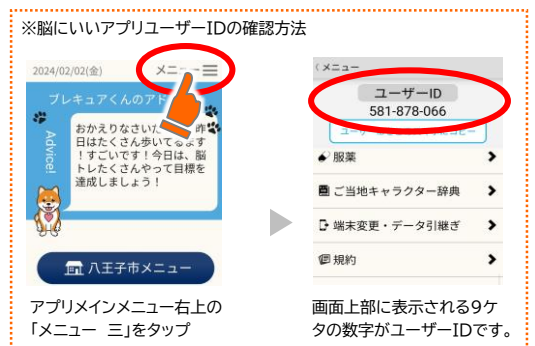 ※脳にいいアプリユーザーIDの確認方法
2024/02/02(金)
メニュー
ブレキュアくんのアド
Advice!
おかえりなさい
昨
日はたくさん歩いて
ます
！すごいです！今日は、脳
トレたくさんやって目標を
達成しましょう！
八王子市メニュー
アプリメインメニュー右上の
「メニュー 三」をタップ
〈メニュー
ユーザーID
581-878-066
服薬
ご当地キャラクター辞典
端末変更・データ引継ぎ
規約
画面上部に表示される9ケ
タの数字がユーザーIDです。